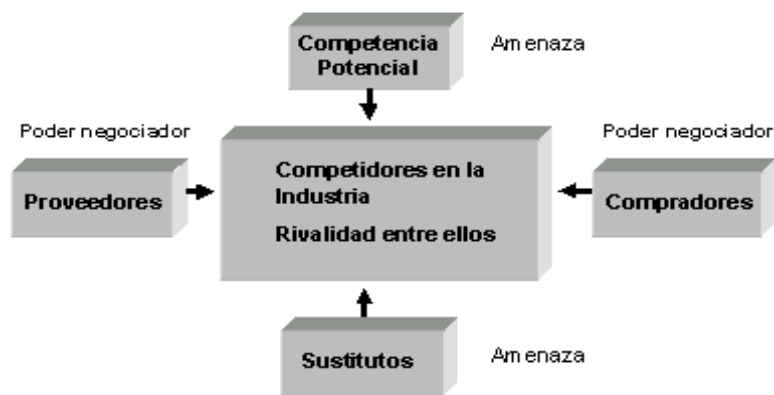 Competencia
Potencial
Amenaza
Poder negociador
Poder negociador
Proveedores
Competidores en la
Industria
Rivalidad entre ellos
Compradores
Sustitutos
Amenaza